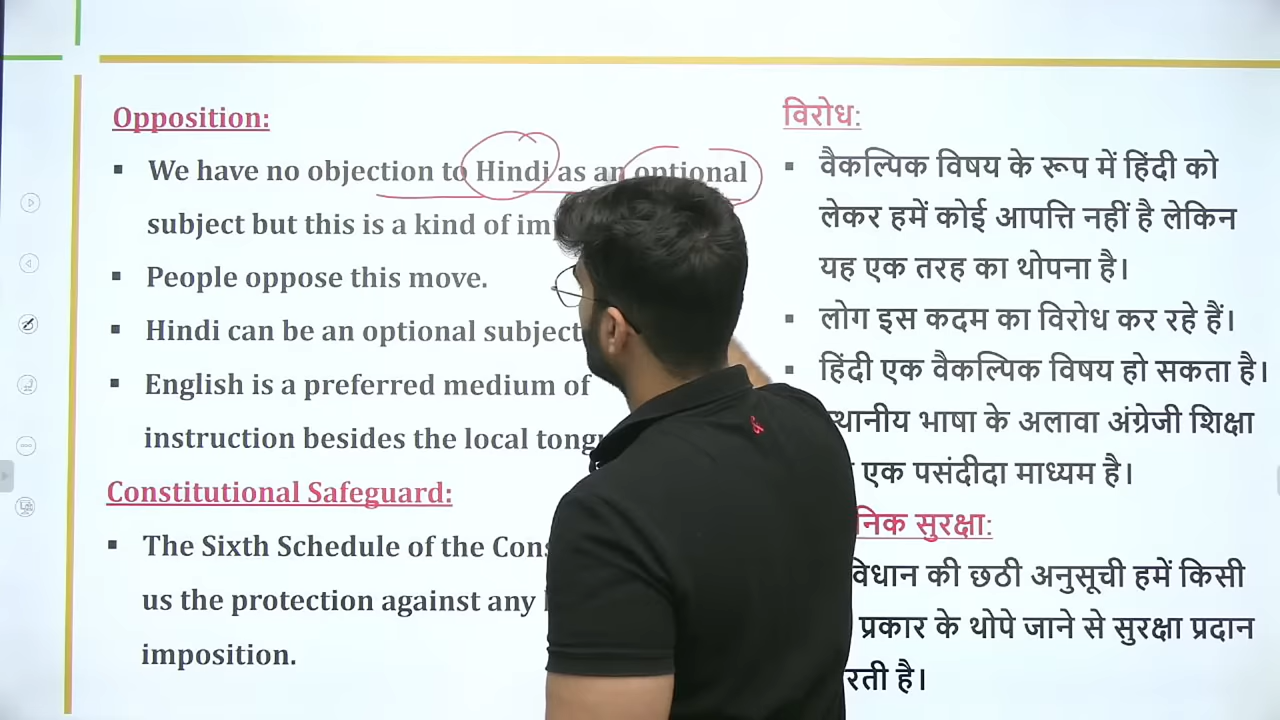 Opposition:
▪ We have no objection to Hindi as an optional
subject but this is a kind of
▪ People oppose this move.
▪ Hindi can be an optional subject
▪ English is a preferred medium of
instruction besides the local
Constitutional Safeguard:
▪ The Sixth Schedule of the
us the protection against any
imposition.
विरोध:
▪ वैकल्पिक विषय के रूप में हिंदी को
लेकर हमें कोई आपत्ति नहीं है लेकिन
यह एक तरह का थोपना है।
▪ लोग इस कदम का विरोध कर रहे हैं।
▪ हिंदी एक वैकल्पिक विषय हो सकता है।
भाषा के अलावा अंग्रेजी शिक्षा
एक पसंदीदा माध्यम है।
सुरक्षा:
की छठी अनुसूची हमें किसी
प्रकार के थोपे जाने से सुरक्षा प्रदान
है।